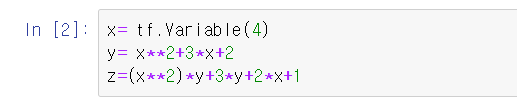 In [2]: x= tf.Variable(4)
y= x**2+3*x+2
z=(x**2)*y+3*y+2*x+1